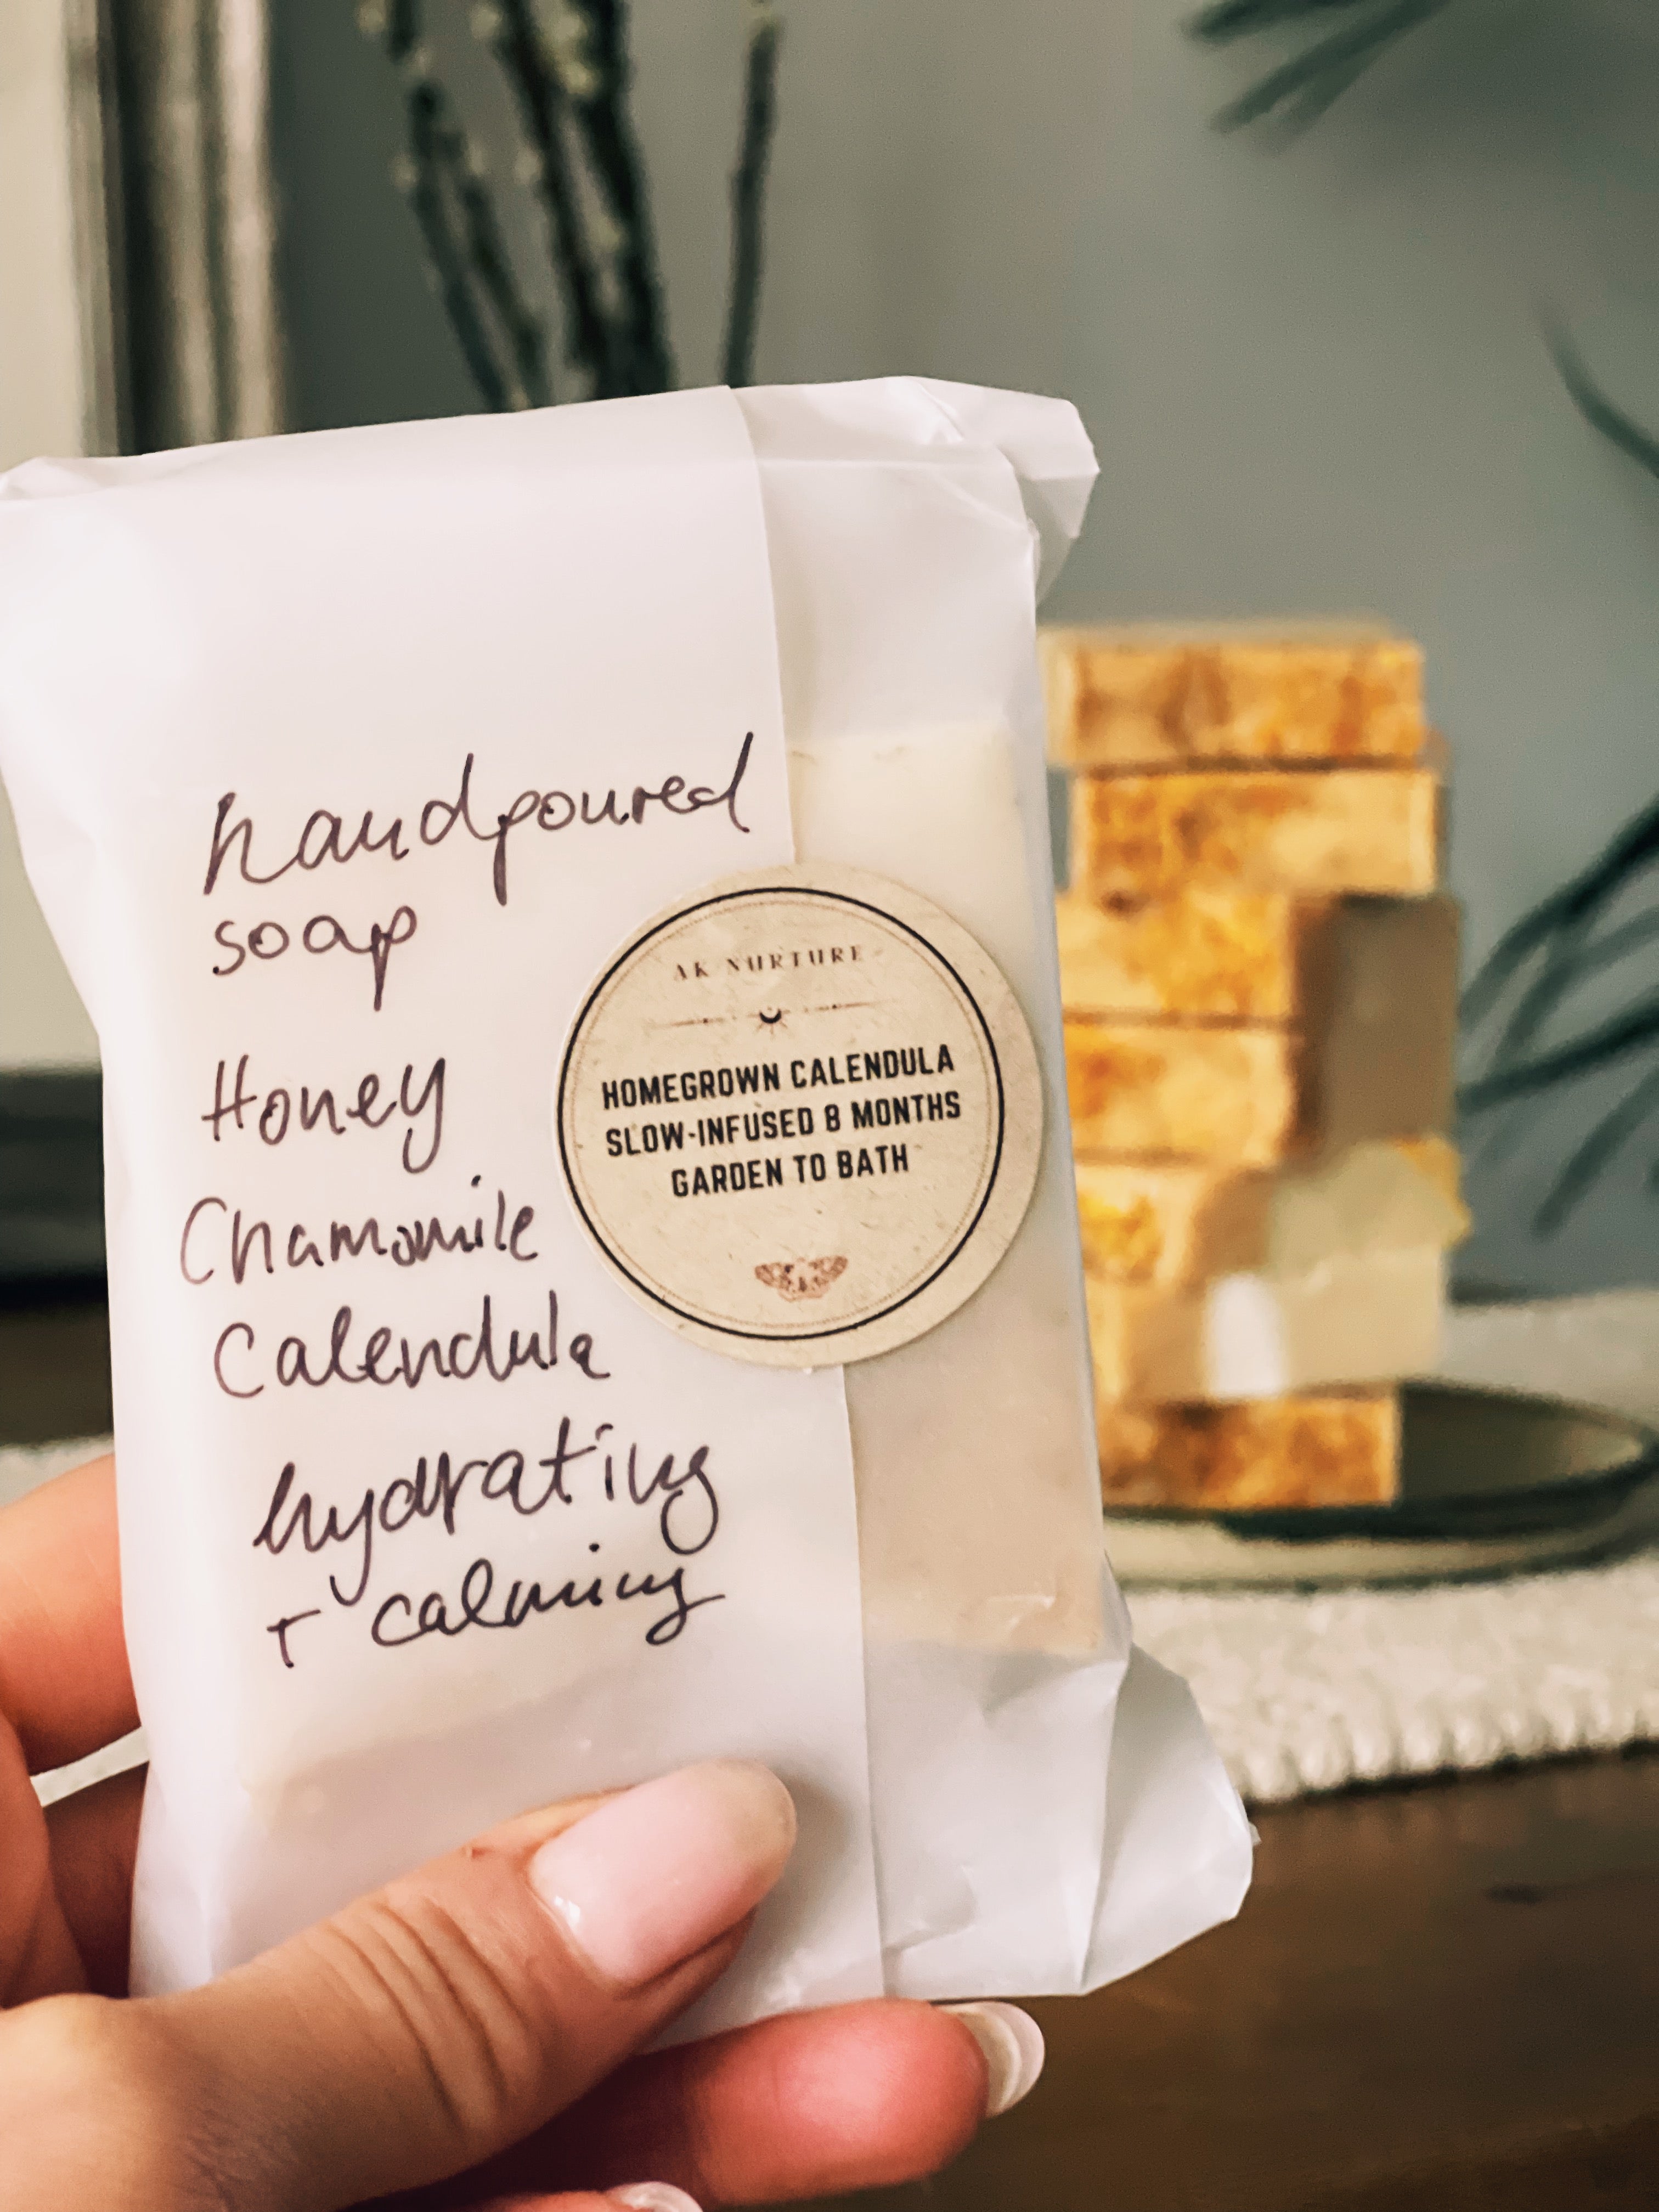 handpoured
soap
Honey
Chamomile
Calendula
hydrating
+ calming
AK NURTURE
HOMEGROWN CALENDULA
SLOW-INFUSED 8 MONTHS
GARDEN TO BATH